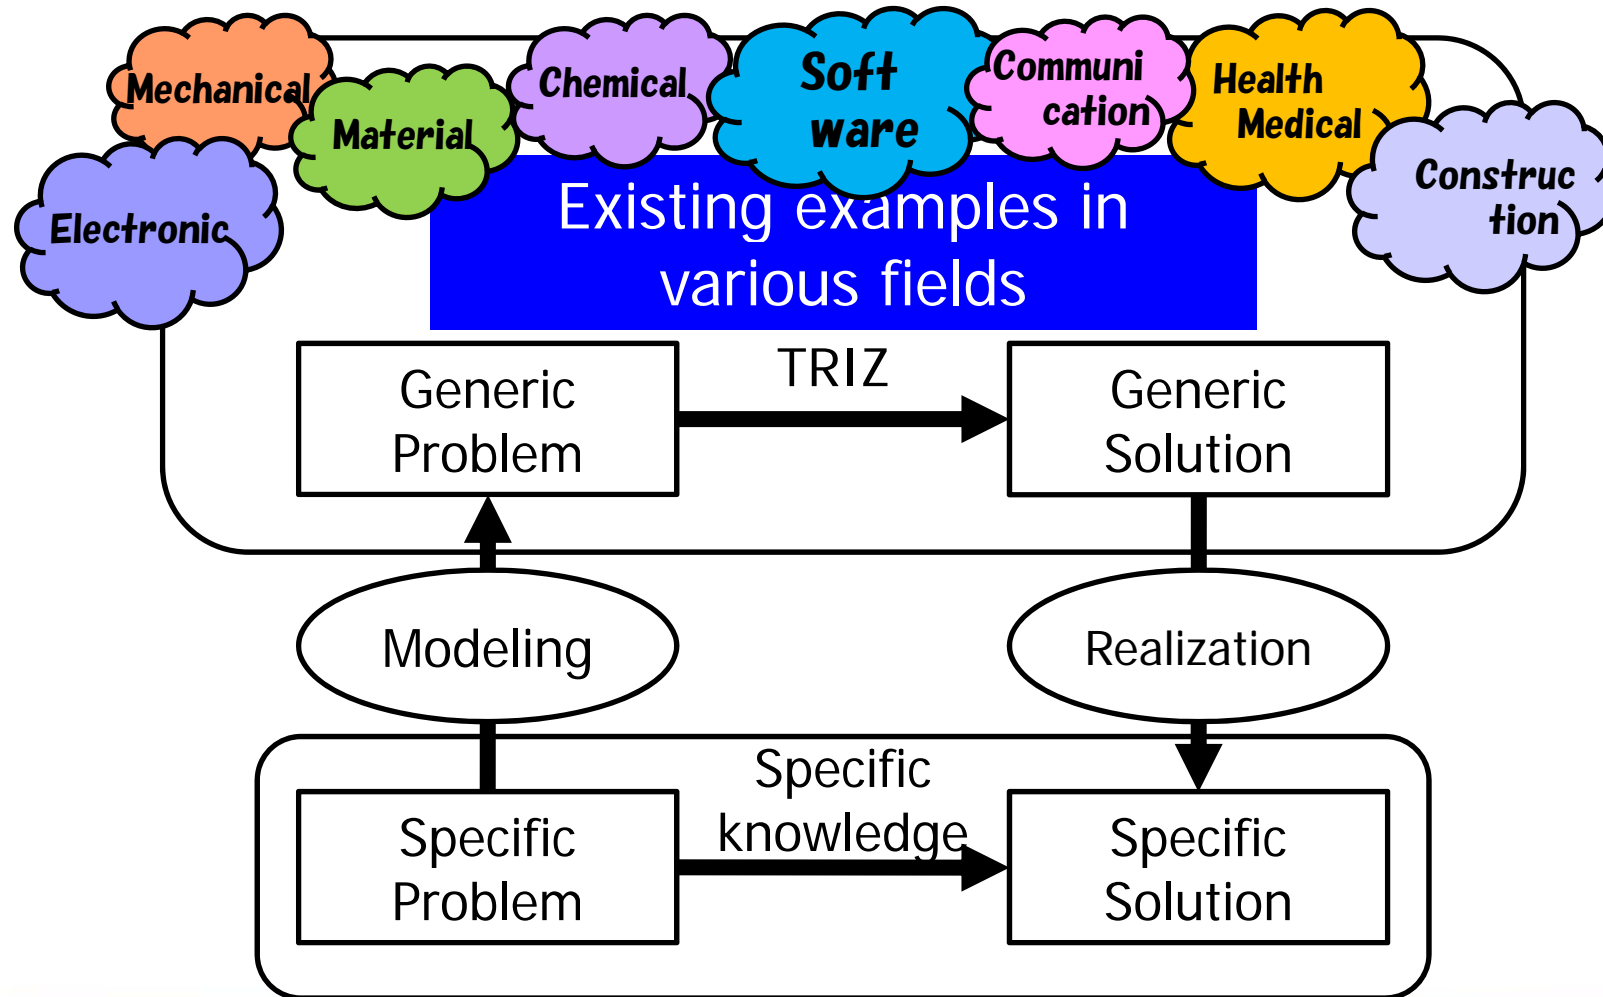 Mechanical
Material
Chemical
Soft
ware
Communi
cation
Health
Medical
Construc
tion
Electronic
Existing examples in
various fields
Generic
Problem
TRIZ
Generic
Solution
Modeling
Realization
Specific
Problem
Specific
knowledge
Specific
Solution